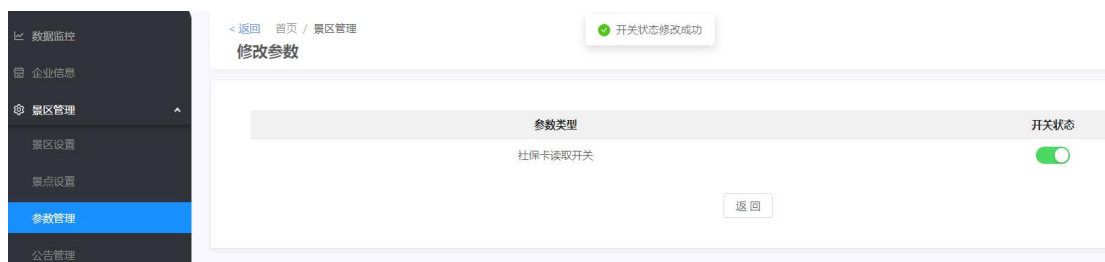 数据监控
企业信息
景区管理
景区设置
景点设置
参数管理
公告管理
<返回 首页 / 景区管理
修改参数
开关状态修改成功
参数类型 开关状态
社保卡读取开关
返回